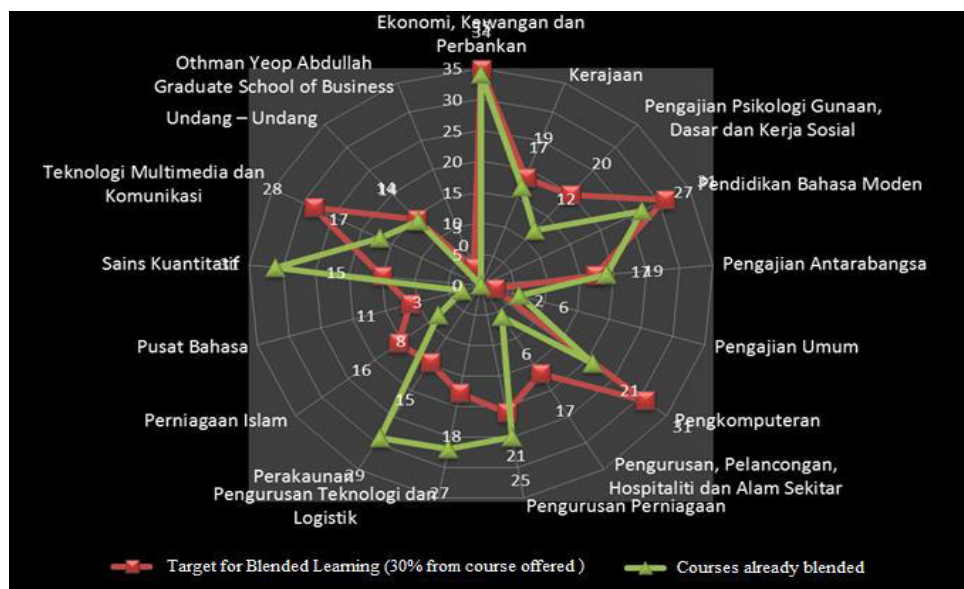 Ekonomi, Kewangan dan
Perbankan
34
Kerajaan
19
17
Pengajian Psikologi Gunaan,
Dasar dan Kerja Sosial
20
12
Pendidikan Bahasa Moden
27
Pengajian Antarabangsa
17
19
Pengajian Umum
2
6
Pengkomputeran
21
31
Pengurusan, Pelancongan,
Hospitaliti dan Alam Sekitar
6
17
Pengurusan Perniagaan
21
25
Pengurusan Teknologi dan
Logistik
18
27
Perakaunan
15
29
Perniagaan Islam
8
16
Pusat Bahasa
3
11
Sains Kuantitatif
15
Teknologi Multimedia dan
Komunikasi
28
17
Undang – Undang
14
Othman Yeop Abdullah
Graduate School of Business
3
0
35
30
25
20
15
10
5
0
Target for Blended Learning (30% from course offered )
Courses already blended